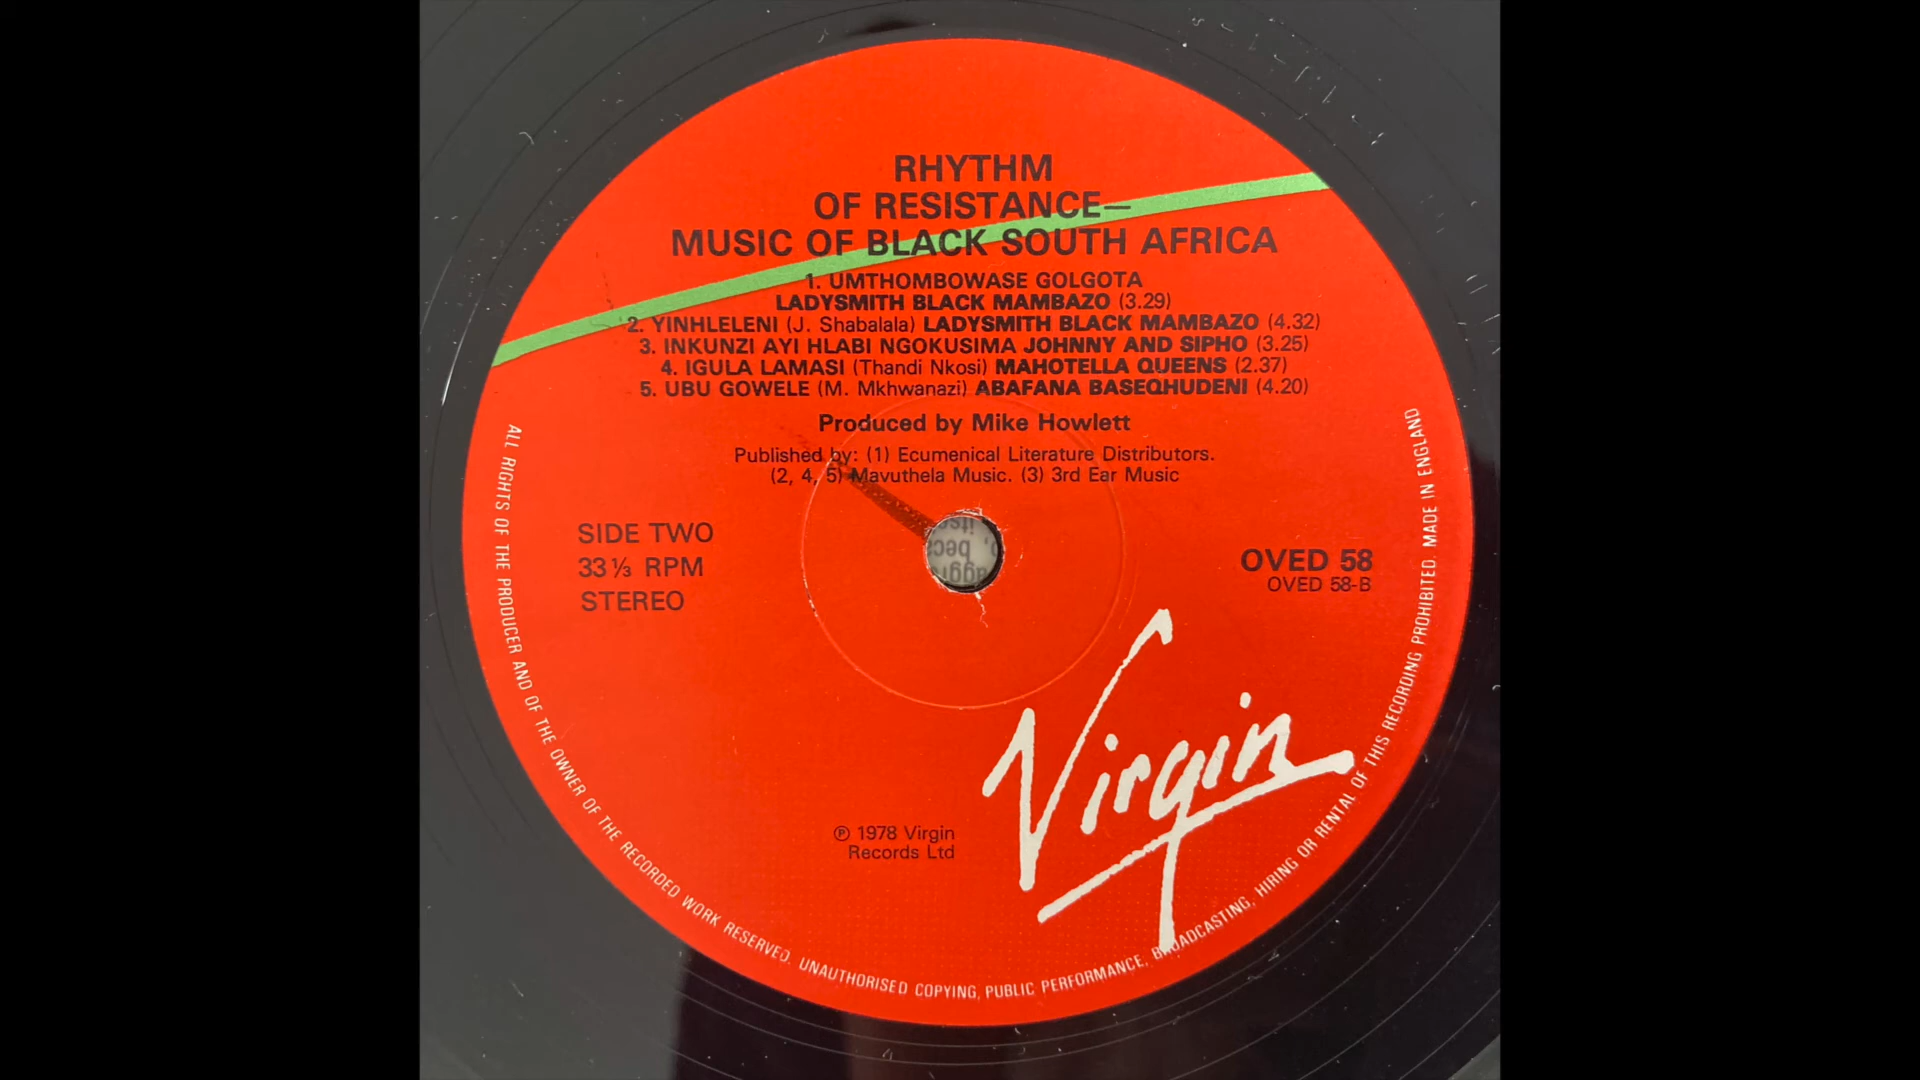 RHYTHM
OF RESISTANCE—
MUSIC OF BLACK SOUTH AFRICA
1. UMTHOMBOWASE GOLGOTA
LADYSMITH BLACK MAMBAZO (3.29)
2. YINHLELENI (J. Shabalala) LADYSMITH BLACK MAMBAZO (4.32)
3. INKUNZI AYI HLABI NGOKUSIMA JOHNNY AND SIPHO (3.25)
4. IGULA LAMASI (Thandi Nkosi) MAHOTELLA QUEENS (2.37)
5. UBU GOWELE (M. Mkhwanazi) ABAFANA BASEQHUDENI (4.20)
Produced by Mike Howlett
Published by: (1) Ecumenical Literature Distributors.
(2, 4, 5) Mavuthela Music. (3) 3rd Ear Music
SIDE TWO
33⅓ RPM
STEREO
OVED 58
OVED 58-B
Virgin
℗ 1978 Virgin
Records Ltd
ALL RIGHTS OF THE PRODUCER AND OF THE OWNER OF THE RECORDED WORK RESERVED. UNAUTHORISED COPYING, PUBLIC PERFORMANCE, BROADCASTING, HIRING OR RENTAL OF THIS RECORDING PROHIBITED. MADE IN ENGLAND